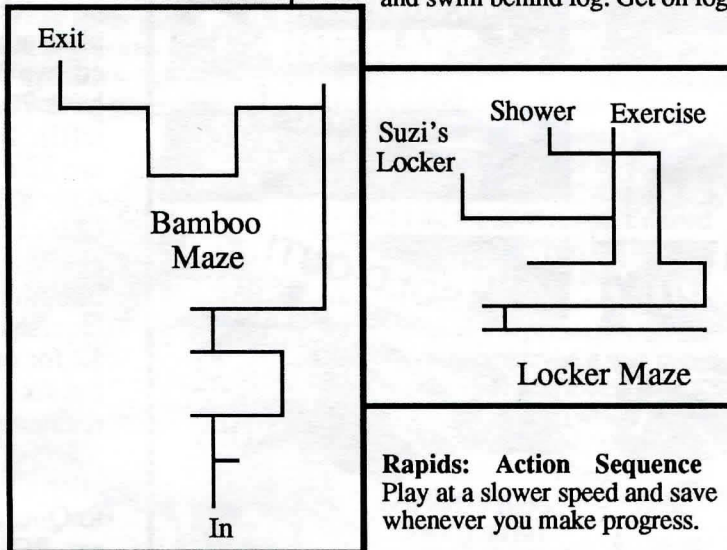 and swim behind log. Get on log
Exit
Bamboo
Maze
In
Shower Exercise
Suzi's
Locker
Locker Maze
Rapids: Action Sequence
Play at a slower speed and save
whenever you make progress.